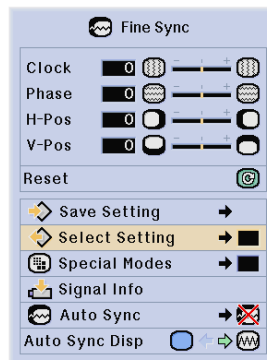 Fine Sync
Clock 0 - +
Phase 0 - +
H-Pos 0 - +
V-Pos 0 - +
Reset
Save Setting
Select Setting
Special Modes
Signal Info
Auto Sync
Auto Sync Disp